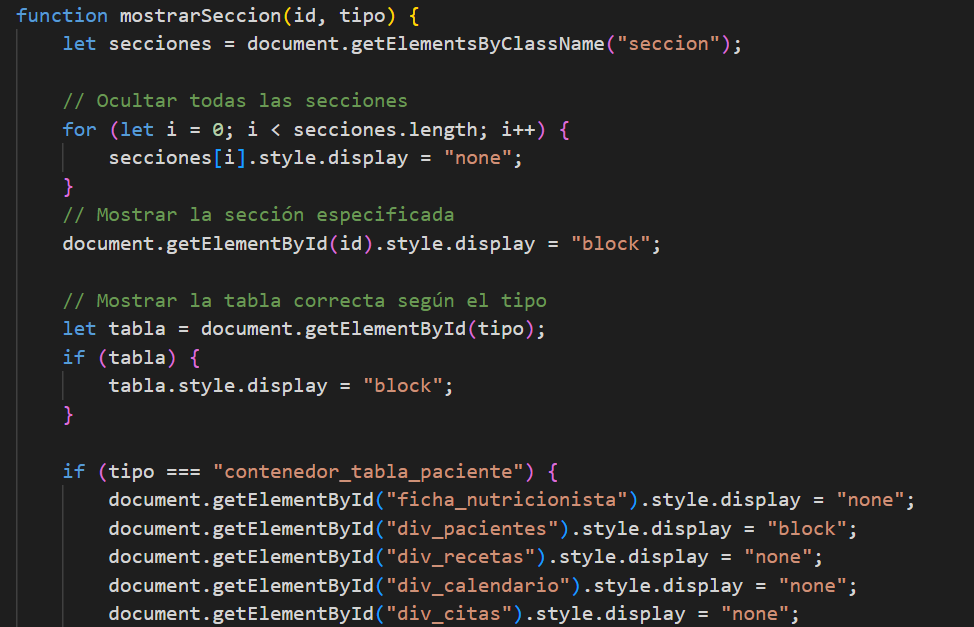 function mostrarSeccion(id, tipo) {
let secciones = document.getElementsByClassName("seccion");
// Ocultar todas las secciones
for (let i = 0; i < secciones.length; i++) {
secciones[i].style.display = "none";
}
// Mostrar la sección especificada
document.getElementById(id).style.display = "block";
// Mostrar la tabla correcta según el tipo
let tabla = document.getElementById(tipo);
if (tabla) {
tabla.style.display = "block";
}
if (tipo === "contenedor_tabla_paciente") {
document.getElementById("ficha_nutricionista").style.display = "none";
document.getElementById("div_pacientes").style.display = "block";
document.getElementById("div_recetas").style.display = "none";
document.getElementById("div_calendario").style.display = "none";
document.getElementById("div_citas").style.display = "none";